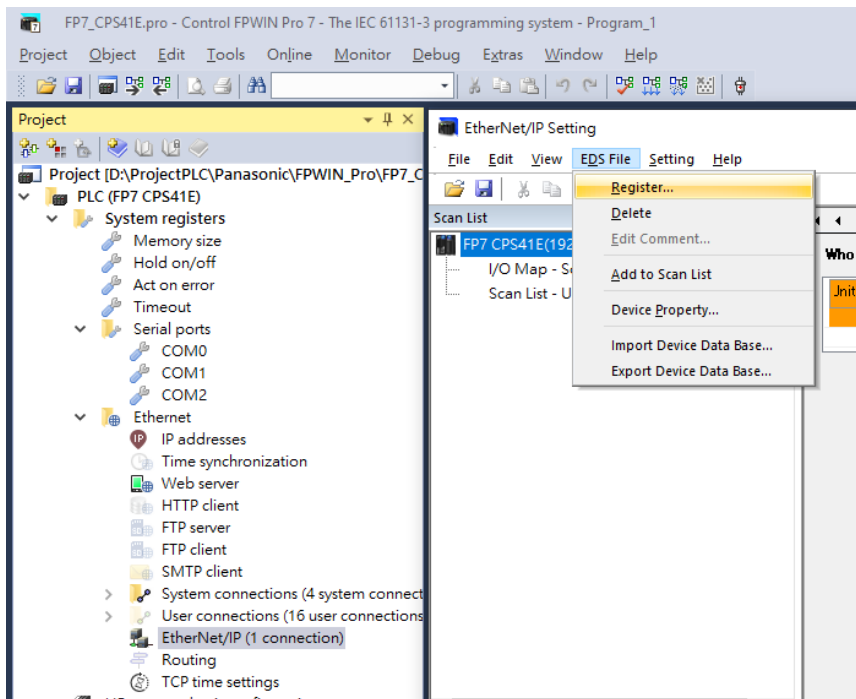 FP7_CPS41E.pro - Control FPWIN Pro 7 - The IEC 61131-3 programming system - Program_1
Project Object Edit Tools Online Monitor Debug Extras Window Help
Project
Project [D:\ProjectPLC\Panasonic\FPWIN_Pro\FP7_C
PLC (FP7 CPS41E)
System registers
Memory size
Hold on/off
Act on error
Timeout
Serial ports
COM0
COM1
COM2
Ethernet
IP addresses
Time synchronization
Web server
HTTP client
FTP server
FTP client
SMTP client
System connections (4 system connect
User connections (16 user connections
EtherNet/IP (1 connection)
Routing
TCP time settings
EtherNet/IP Setting
File Edit View EDS File Setting Help
Scan List
FP7 CPS41E(192
I/O Map - S
Scan List - U
Register...
Delete
Edit Comment...
Add to Scan List
Device Property...
Import Device Data Base...
Export Device Data Base...
Who
Unit